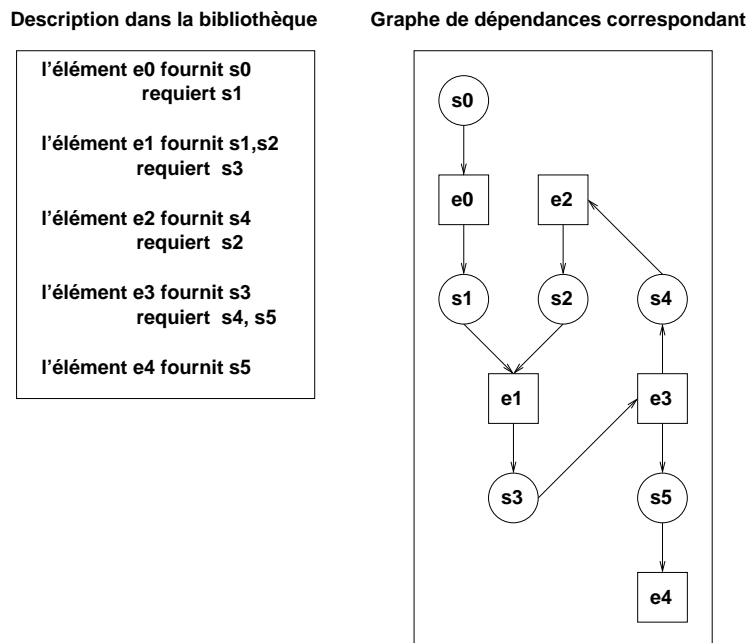 Description dans la bibliothèque
Graphe de dépendances correspondant
l'élément e0 fournit s0
requiert s1
l'élément e1 fournit s1,s2
requiert s3
l'élément e2 fournit s4
requiert s2
l'élément e3 fournit s3
requiert s4, s5
l'élément e4 fournit s5
s0
e0
e2
s1
s2
s4
e1
e3
s3
s5
e4